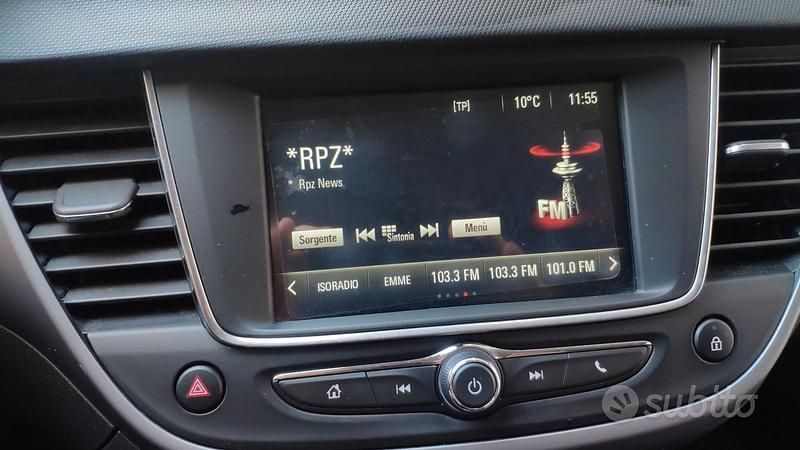 [TP] 10°C 11:55
*RPZ*
Rpz News
FM
Sorgente Sintonia Menù
ISORADIO EMME 103.3 FM 103.3 FM 101.0 FM
subito